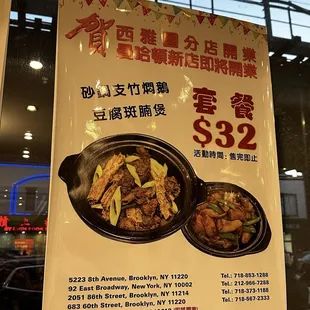 賀
西雅圖分店開業
曼哈頓新店即將開業
砂鍋支竹燜鵝
豆腐斑腩煲
套餐
$32
活動時間：售完即止
5223 8th Avenue, Brooklyn, NY 11220
Tel.: 718-853-1288
92 East Broadway, New York, NY 10002
Tel.: 212-966-7288
2051 86th Street, Brooklyn, NY 11214
Tel.: 718-373-1188
683 60th Street, Brooklyn, NY 11220
Tel.: 718-567-2333